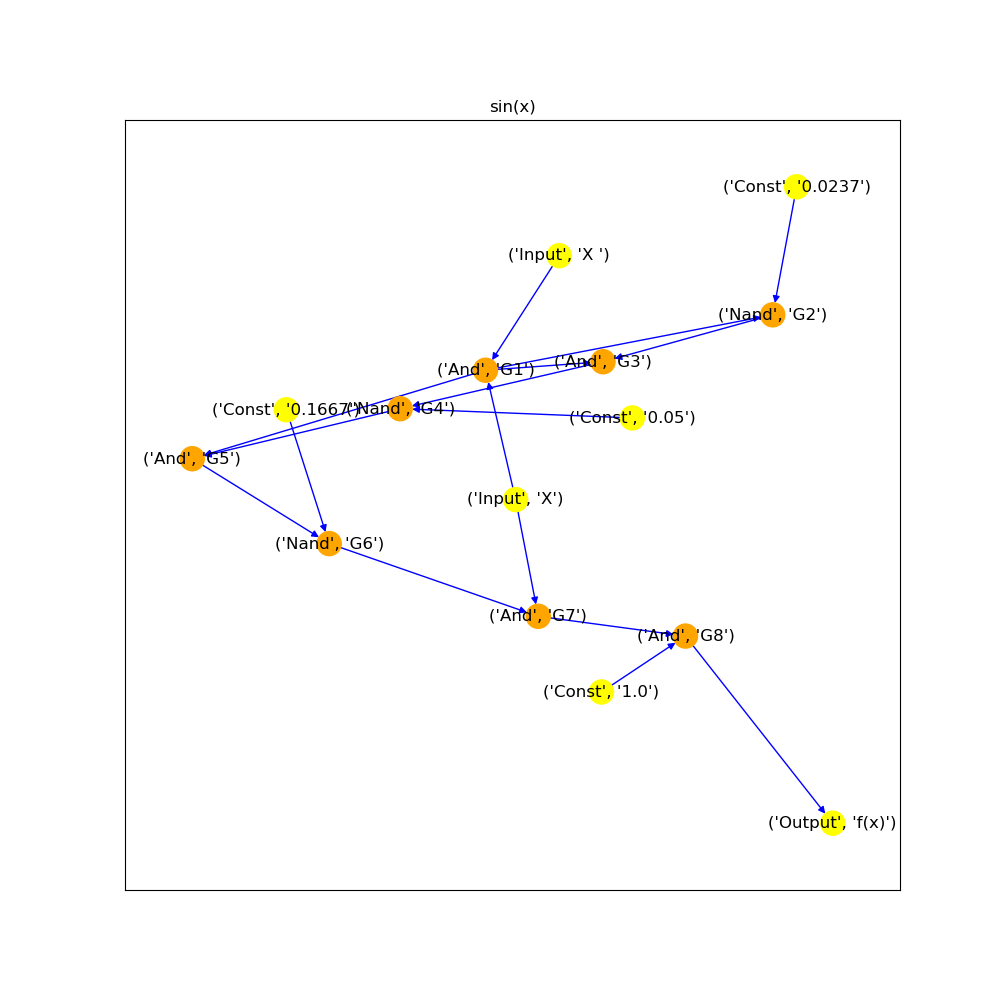 sin(x)
('Const', '0.0237')
('Input', 'X ')
('Nand', 'G2')
('And', 'G3')
('And', 'G1')
('Const', '0.1667')
('Nand', 'G4')
('Const', '0.05')
('And', 'G5')
('Input', 'X')
('Nand', 'G6')
('And', 'G7')
('And', 'G8')
('Const', '1.0')
('Output', 'f(x)')